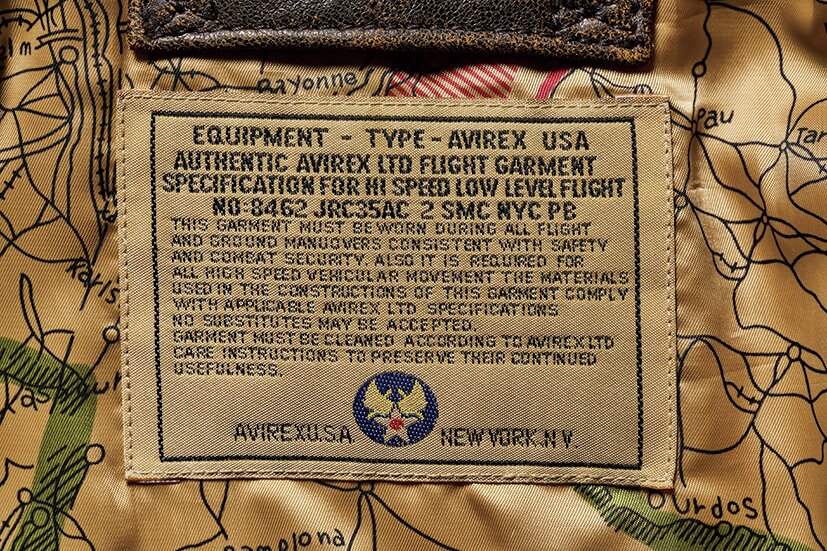 Bayonne
Pau
EQUIPMENT - TYPE - AVIREX USA
AUTHENTIC AVIREX LTD FLIGHT GARMENT
SPECIFICATION FOR HI SPEED LOW LEVEL FLIGHT
NO:8462 JRC35AC 2 SMC NYC PB
THIS GARMENT MUST BE WORN DURING ALL FLIGHT
AND GROUND MANUOVERS CONSISTENT WITH SAFETY
AND COMBAT SECURITY. ALSO IT IS REQUIRED FOR
ALL HIGH SPEED VEHICULAR MOVEMENT THE MATERIALS
USED IN THE CONSTRUCTIONS OF THIS GARMENT COMPLY
WITH APPLICABLE AVIREX LTD SPECIFICATIONS
NO SUBSTITUTES MAY BE ACCEPTED.
GARMENT MUST BE CLEANED ACCORDING TO AVIREX LTD
CARE INSTRUCTIONS TO PRESERVE THEIR CONTINUED
USEFULNESS.
AVIREX U.S.A. NEW YORK. N Y.
ourdos
amplona